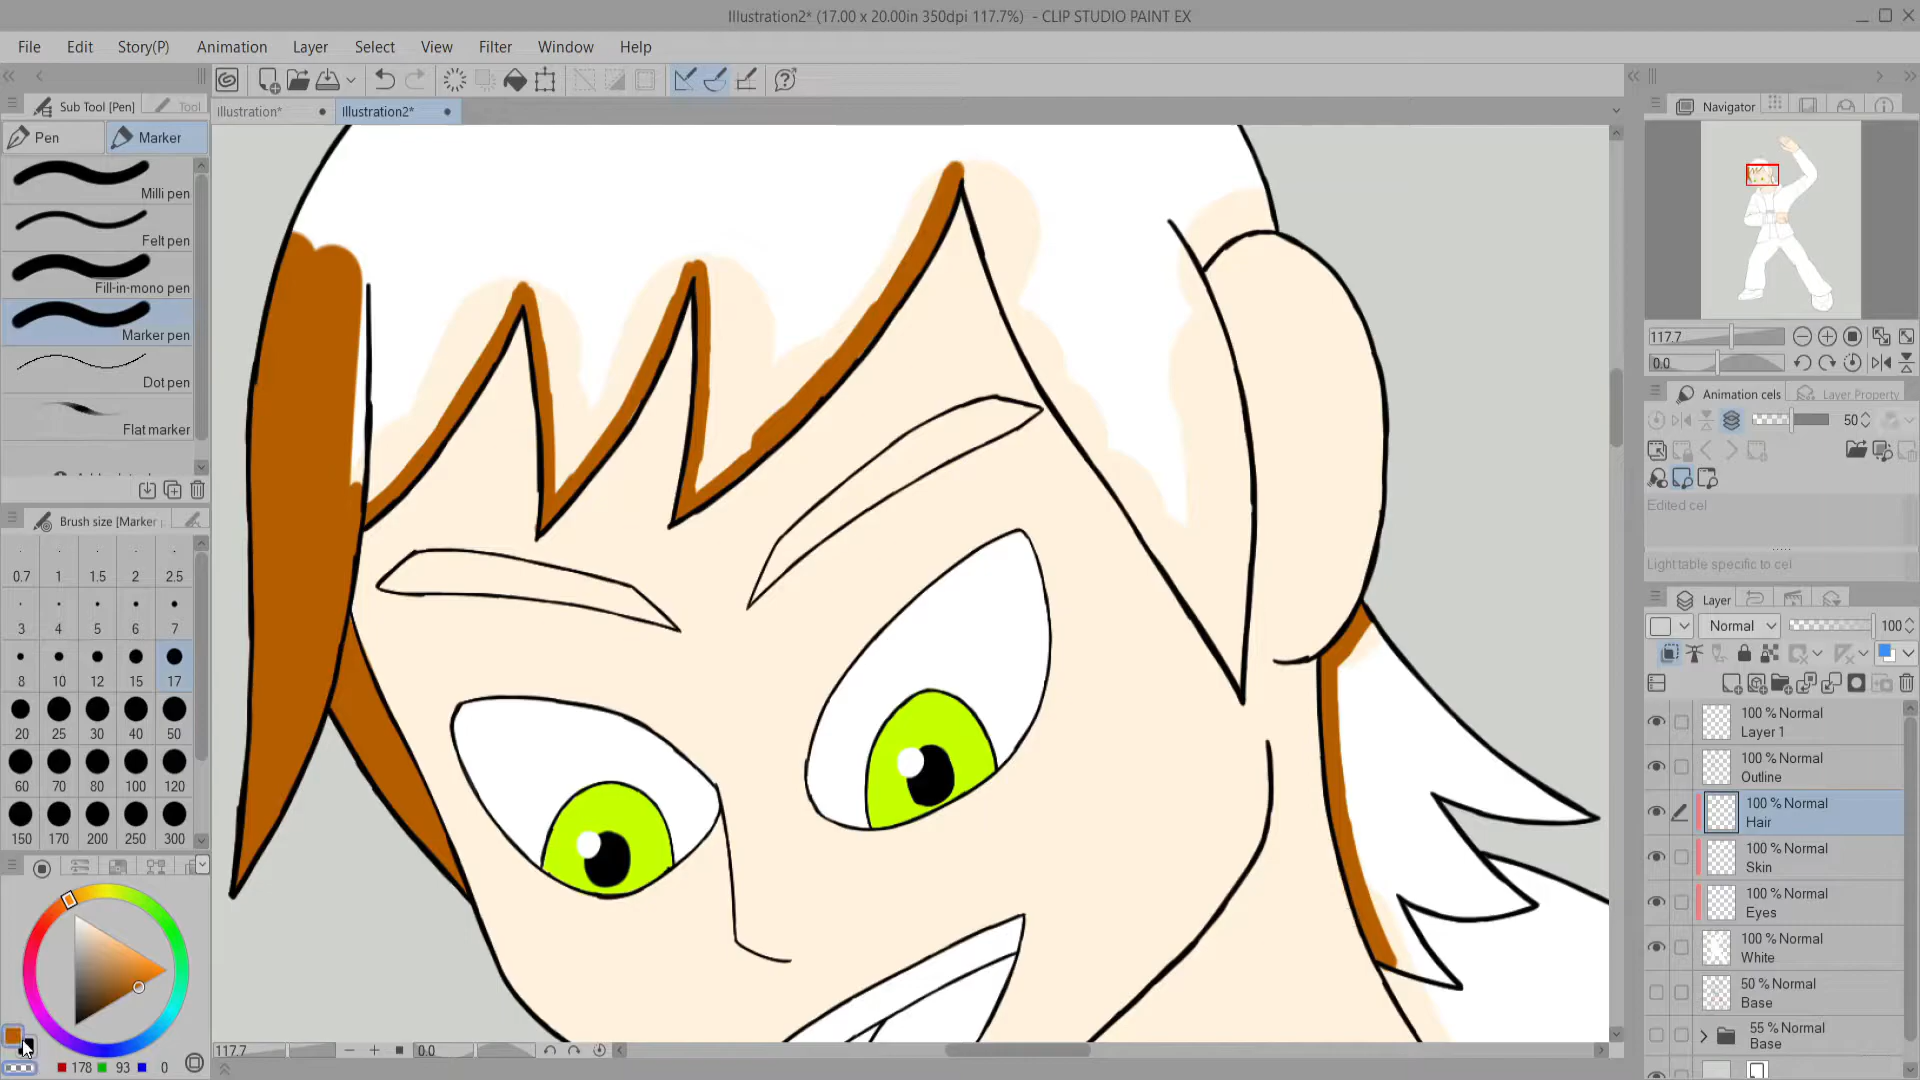 Illustration2* (17.00 x 20.00in 350dpi 117.7%) - CLIP STUDIO PAINT EX
File Edit Story(P) Animation Layer Select View Filter Window Help
Sub Tool [Pen] Tool
Illustration* Illustration2*
Pen Marker
Milli pen
Felt pen
Fill-in-mono pen
Marker pen
Dot pen
Flat marker
Brush size [Marker
0.7 1 1.5 2 2.5
3 4 5 6 7
8 10 12 15 17
20 25 30 40 50
60 70 80 100 120
150 170 200 250 300
178 93 0
117.7 0.0
Navigator
117.7
0.0
Animation cels Layer Property
50
Edited cel
Light table specific to cel
Layer
Normal 100
100 % Normal
Layer 1
100 % Normal
Outline
100 % Normal
Hair
100 % Normal
Skin
100 % Normal
Eyes
100 % Normal
White
50 % Normal
Base
55 % Normal
Base